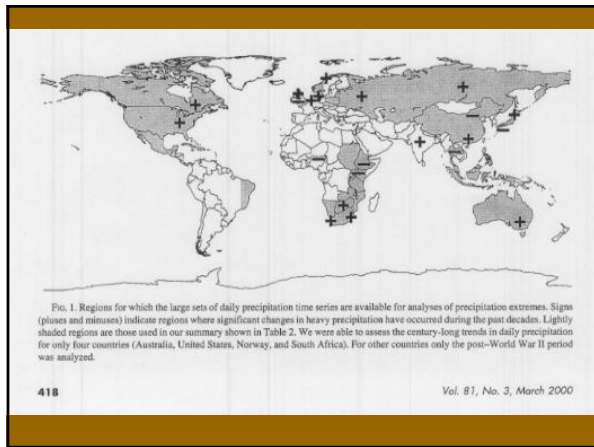 FIG. 1. Regions for which the large sets of daily precipitation time series are available for analyses of precipitation extremes. Signs
(pluses and minuses) indicate regions where significant changes in heavy precipitation have occurred during the past decades. Lightly
shaded regions are those used in our summary shown in Table 2. We were able to assess the century-long trends in daily precipitation
for only four countries (Australia, United States, Norway, and South Africa). For other countries only the post–World War II period
was analyzed.
418
Vol. 81, No. 3, March 2000